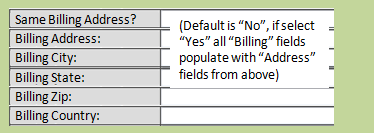 Same Billing Address?
Billing Address:
Billing City:
Billing State:
Billing Zip:
Billing Country:
(Default is “No”, if select
“Yes” all “Billing” fields
populate with “Address”
fields from above)